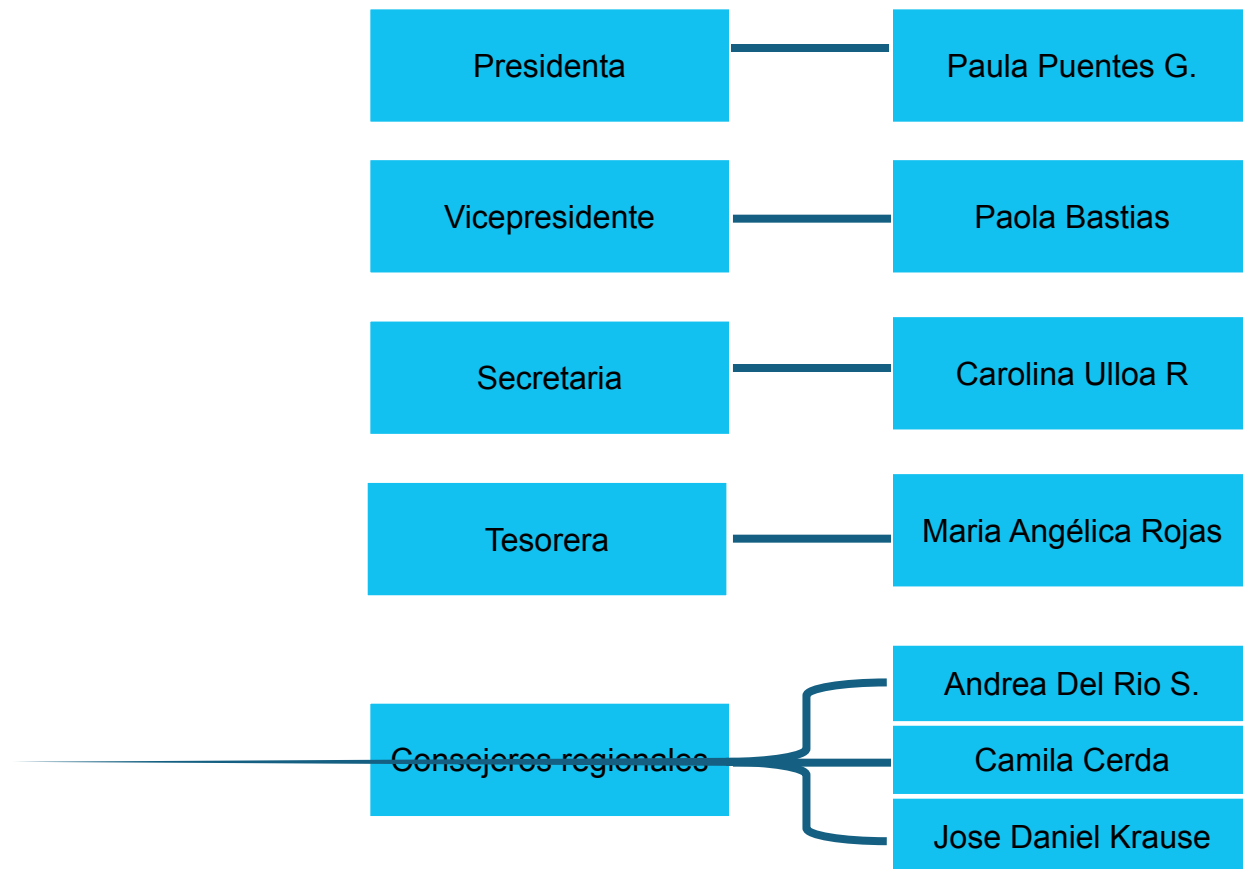 Presidenta
Paula Puentes G.
Vicepresidente
Paola Bastias
Secretaria
Carolina Ulloa R
Tesorera
Maria Angélica Rojas
Consejeros regionales
Andrea Del Rio S.
Camila Cerda
Jose Daniel Krause